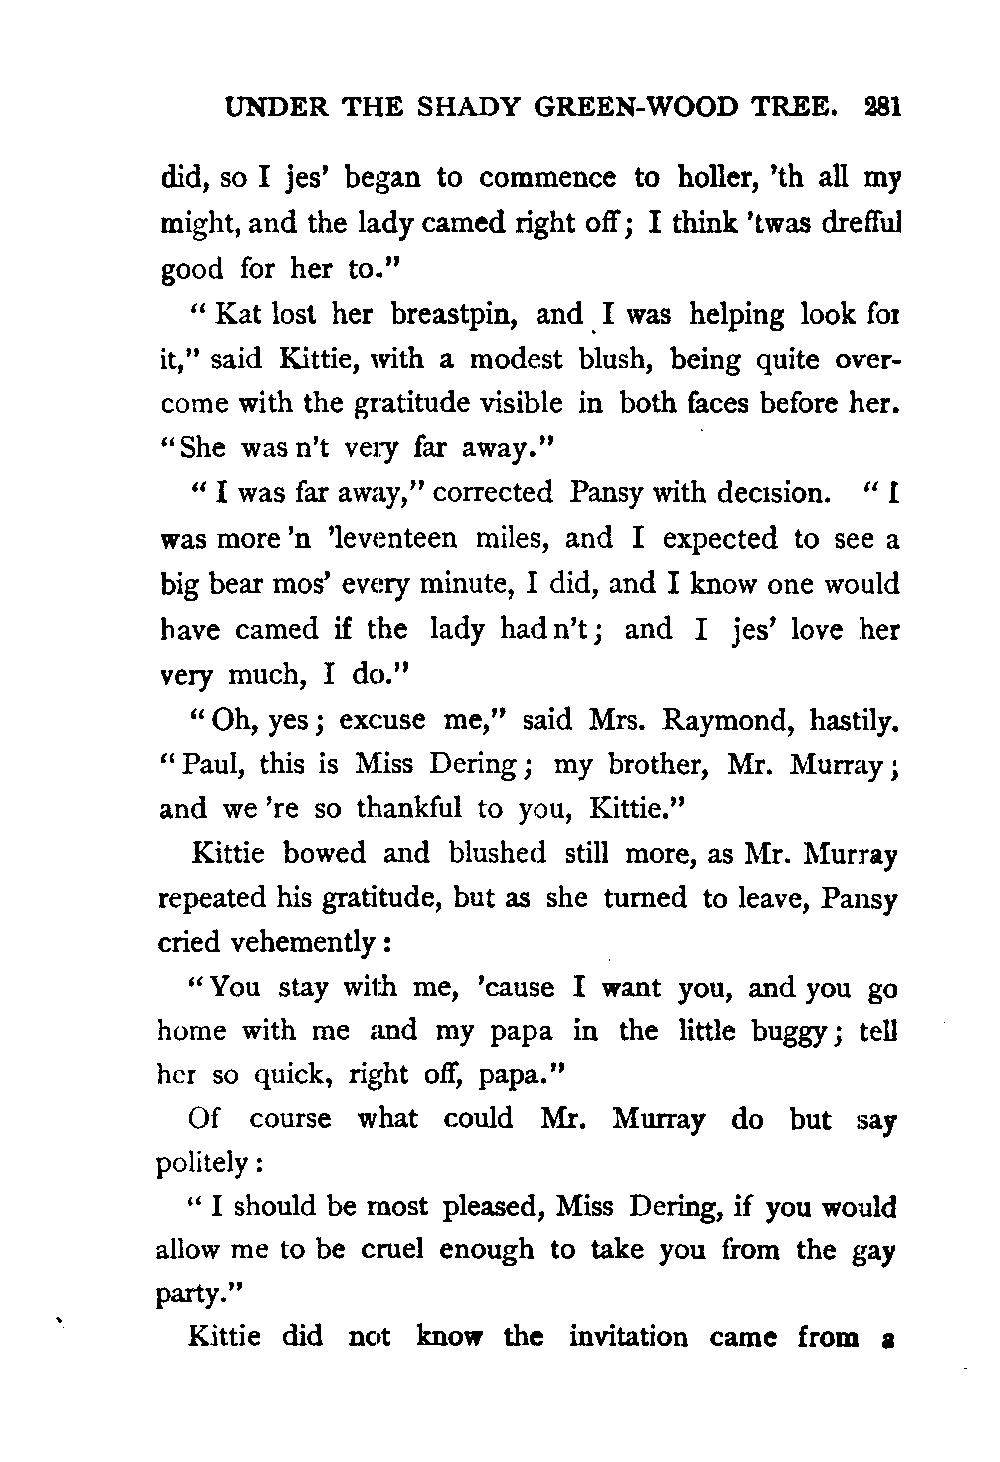 UNDER THE SHADY GREEN-WOOD TREE. 281
did, so I jes' began to commence to holler, 'th all my
might, and the lady camed right off; I think 'twas drefful
good for her to."
"Kat lost her breastpin, and I was helping look for
it," said Kittie, with a modest blush, being quite over-
come with the gratitude visible in both faces before her.
"She was n't very far away."
"I was far away," corrected Pansy with decision. "I
was more 'n 'leventeen miles, and I expected to see a
big bear mos' every minute, I did, and I know one would
have camed if the lady had n't; and I jes' love her
very much, I do."
"Oh, yes; excuse me," said Mrs. Raymond, hastily.
"Paul, this is Miss Dering; my brother, Mr. Murray;
and we 're so thankful to you, Kittie."
Kittie bowed and blushed still more, as Mr. Murray
repeated his gratitude, but as she turned to leave, Pansy
cried vehemently:
"You stay with me, 'cause I want you, and you go
home with me and my papa in the little buggy; tell
her so quick, right off, papa."
Of course what could Mr. Murray do but say
politely:
"I should be most pleased, Miss Dering, if you would
allow me to be cruel enough to take you from the gay
party."
Kittie did not know the invitation came from a